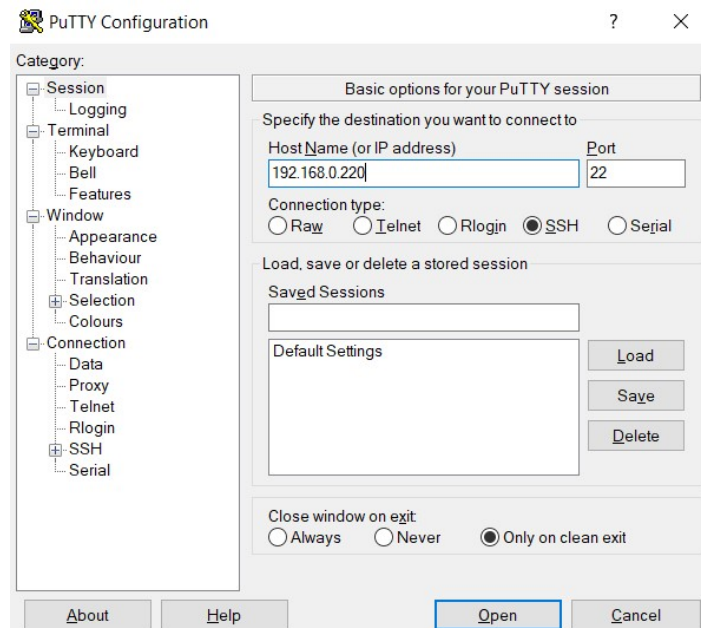 PuTTY Configuration ? ×
Category:
Session
Logging
Terminal
Keyboard
Bell
Features
Window
Appearance
Behaviour
Translation
Selection
Colours
Connection
Data
Proxy
Telnet
Rlogin
SSH
Serial
Basic options for your PuTTY session
Specify the destination you want to connect to
Host Name (or IP address) Port
192.168.0.220 22
Connection type:
Raw Telnet Rlogin SSH Serial
Load, save or delete a stored session
Saved Sessions
Default Settings
Load
Save
Delete
Close window on exit:
Always Never Only on clean exit
About Help Open Cancel